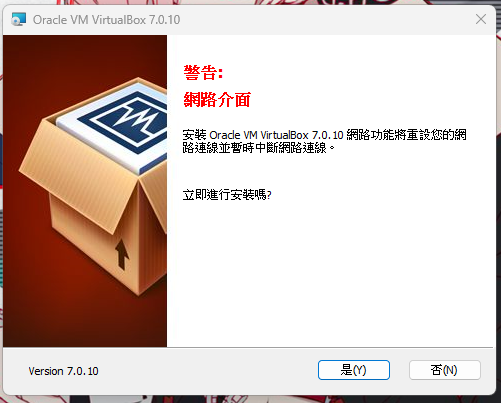 Oracle VM VirtualBox 7.0.10
警告:
網路介面
安裝 Oracle VM VirtualBox 7.0.10 網路功能將重設您的網
路連線並暫時中斷網路連線。
立即進行安裝嗎?
Version 7.0.10
是(Y)
否(N)